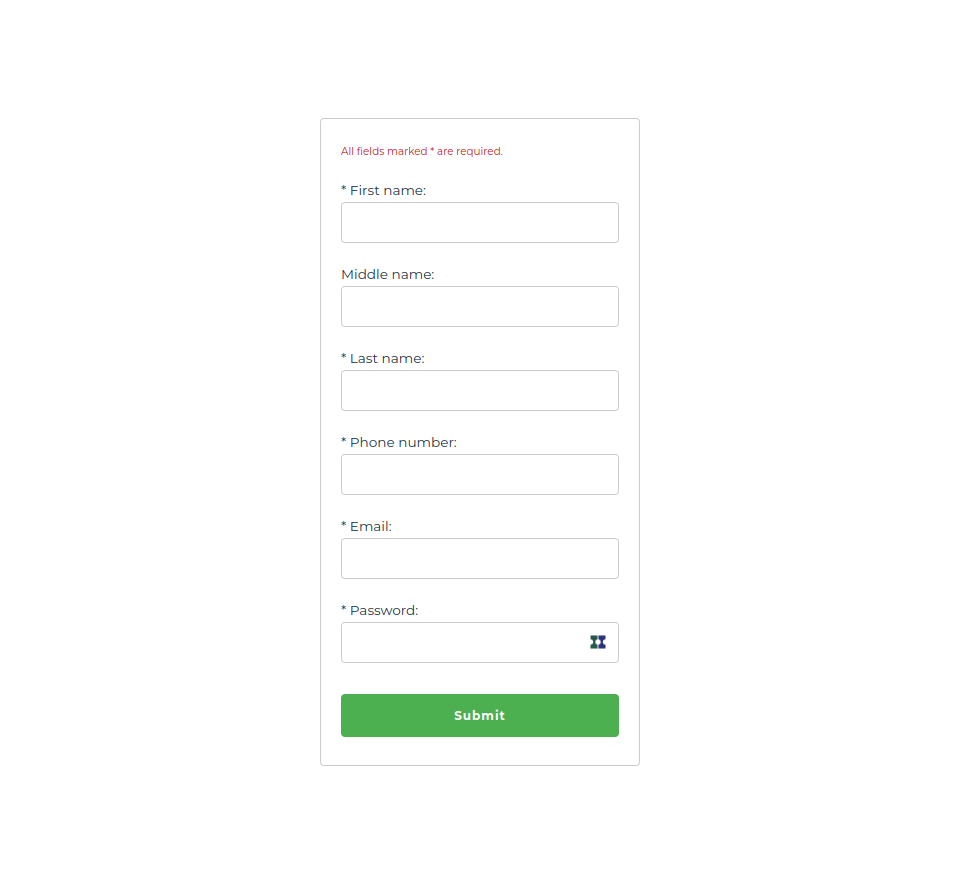 All fields marked * are required.
* First name:
Middle name:
* Last name:
* Phone number:
* Email:
* Password:
Submit